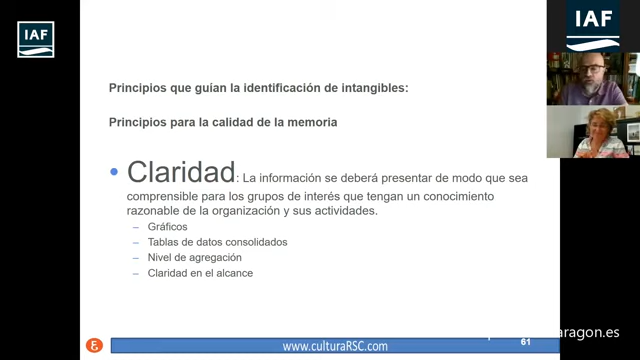 IAF
IAF
Principios que guían la identificación de intangibles:
Principios para la calidad de la memoria
• Claridad: La información se deberá presentar de modo que sea
comprensible para los grupos de interés que tengan un conocimiento
razonable de la organización y sus actividades.
– Gráficos
– Tablas de datos consolidados
– Nivel de agregación
– Claridad en el alcance
www.culturaRSC.com
61
aragon.es